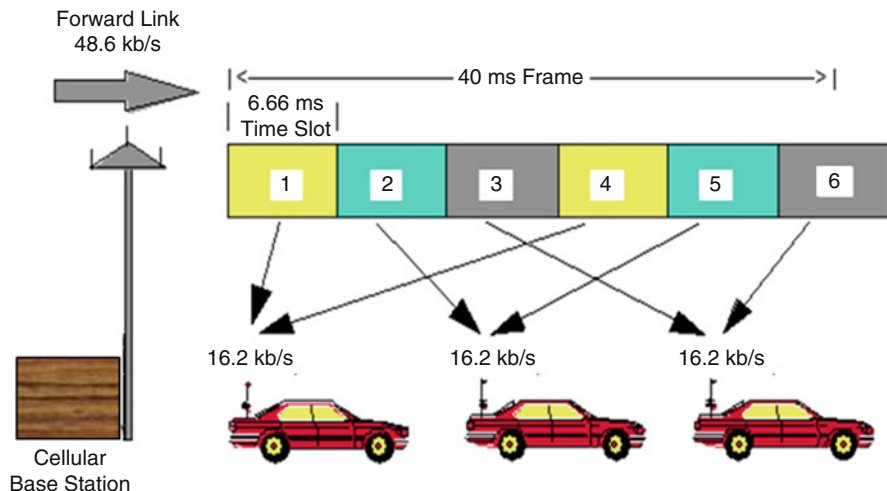 Forward Link
48.6 kb/s
|< 40 ms Frame >|
6.66 ms
Time Slot
1 2 3 4 5 6
16.2 kb/s 16.2 kb/s 16.2 kb/s
Cellular
Base Station